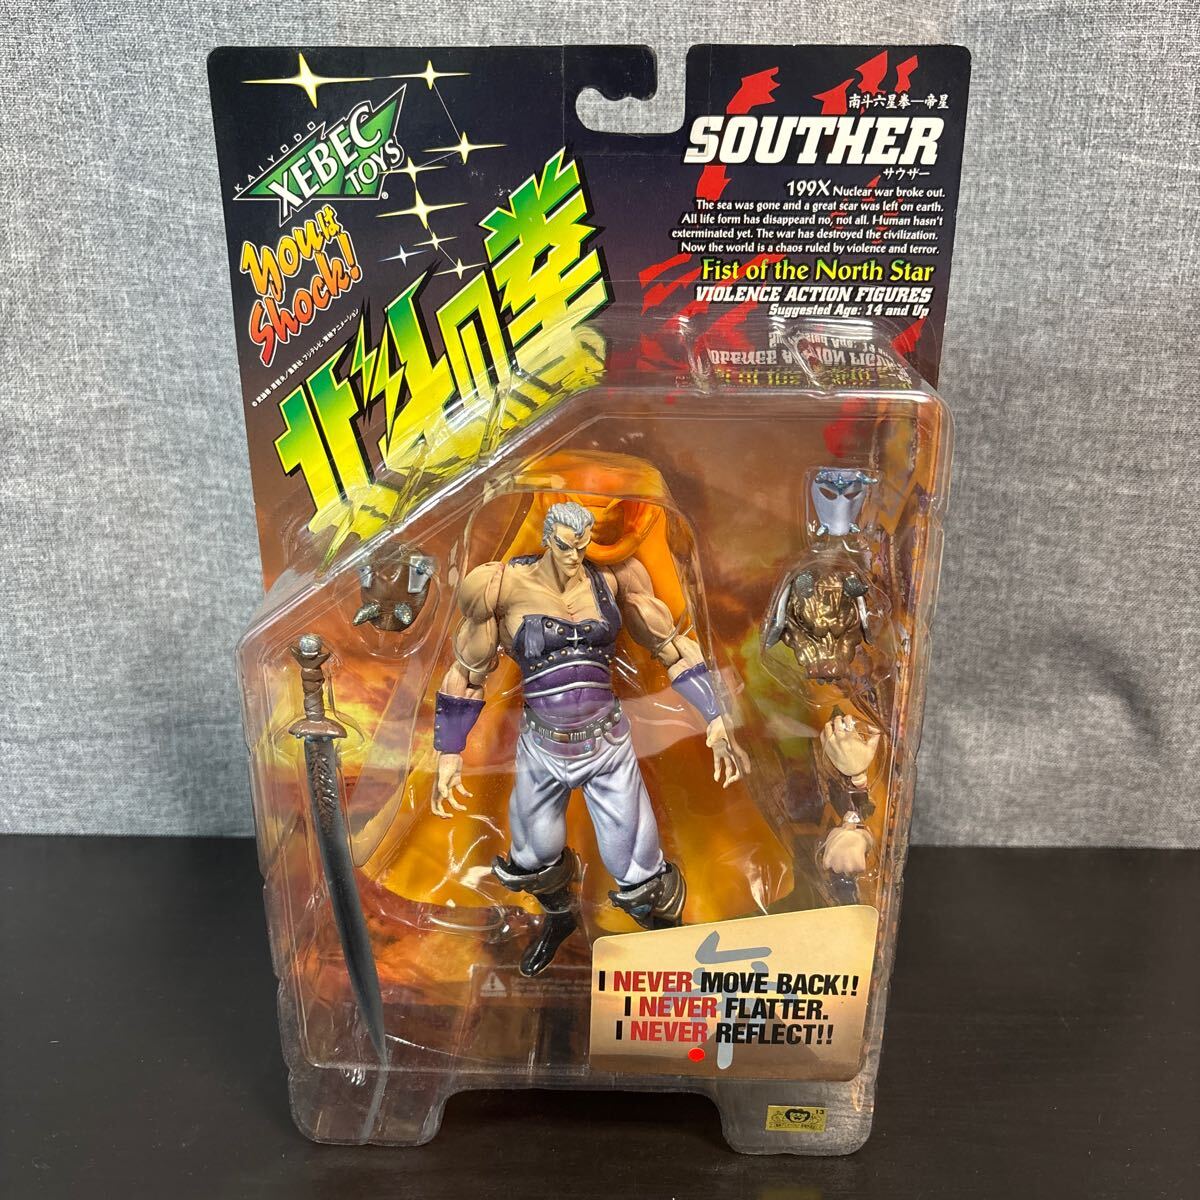 KAIYODO
XEBEC
TOYS
youは
Shock!
北斗の拳
南斗六星拳—帝星
SOUTHER
サウザー
199X Nuclear war broke out.
The sea was gone and a great scar was left on earth.
All life form has disappeard no, not all. Human hasn't
exterminated yet. The war has destroyed the civilization.
Now the world is a chaos ruled by violence and terror.
Fist of the North Star
VIOLENCE ACTION FIGURES
Suggested Age: 14 and Up
I NEVER MOVE BACK!!
I NEVER FLATTER.
I NEVER REFLECT!!
13